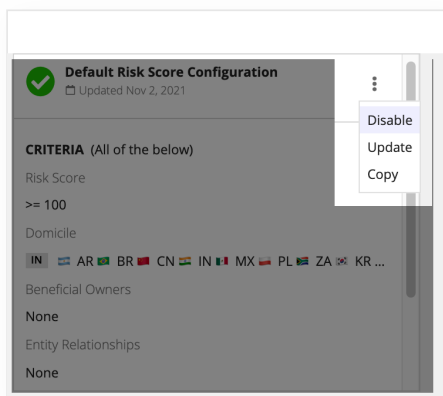 Default Risk Score Configuration
Updated Nov 2, 2021
Disable
Update
Copy
CRITERIA (All of the below)
Risk Score
>= 100
Domicile
IN 🇦🇷 AR 🇧🇷 BR 🇨🇳 CN 🇮🇳 IN 🇲🇽 MX 🇵🇱 PL 🇿🇦 ZA 🇰🇷 KR ...
Beneficial Owners
None
Entity Relationships
None